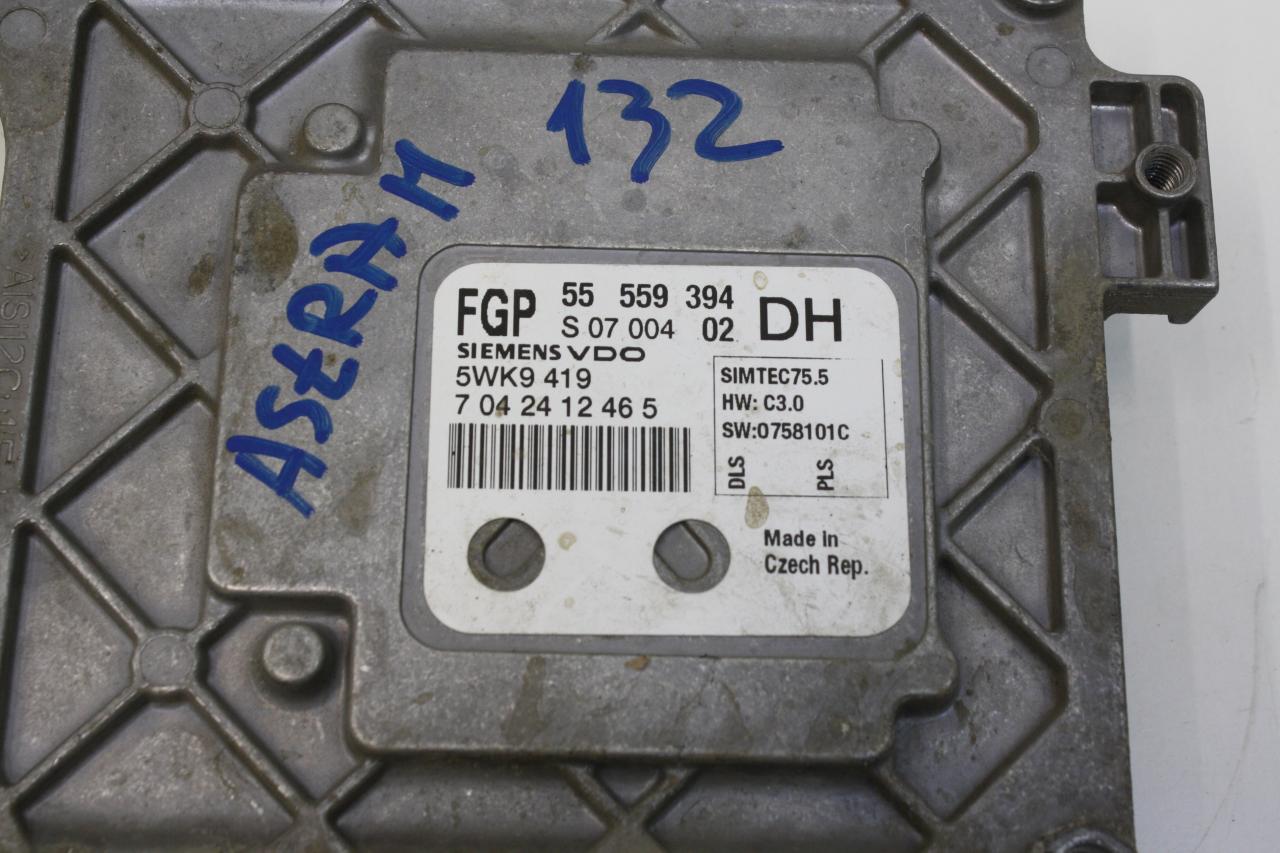 132
AStRA H
FGP 55 559 394 DH
S 07 004 02
SIEMENS VDO
5WK9 419
7 04 24 12 46 5
SIMTEC75.5
HW: C3.0
SW:0758101C
DLS PLS
Made in
Czech Rep.